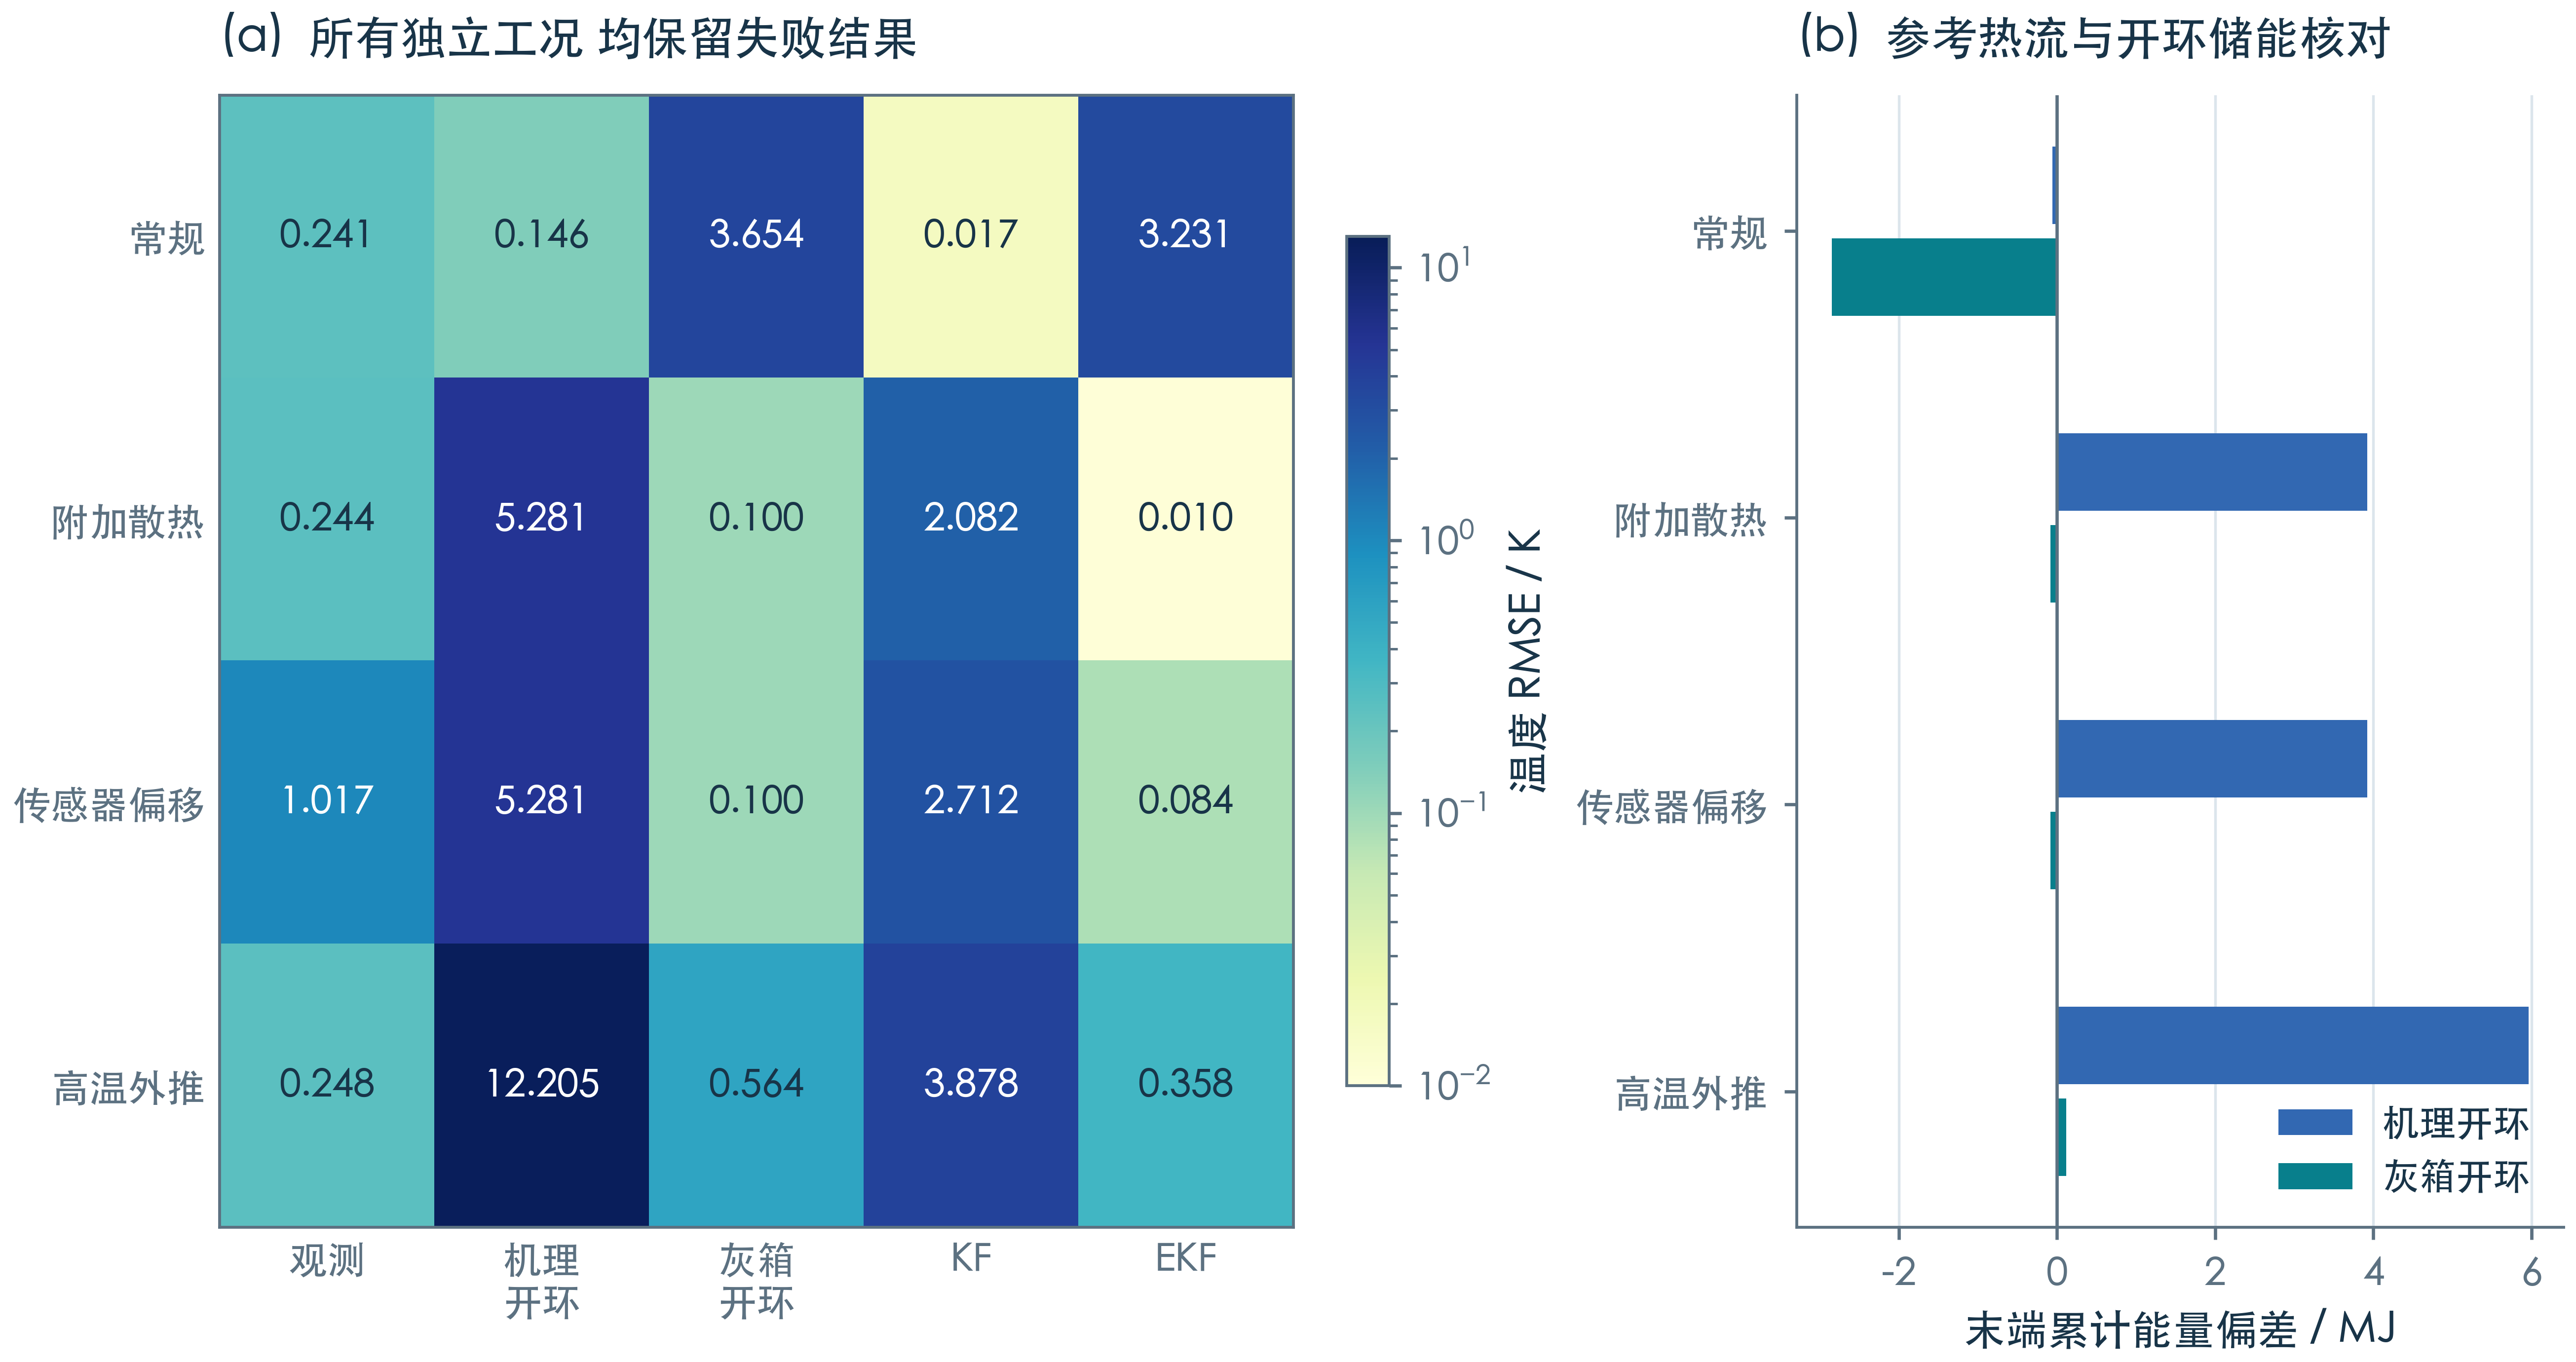 (a) 所有独立工况 均保留失败结果
常规
0.241 0.146 3.654 0.017 3.231
附加散热
0.244 5.281 0.100 2.082 0.010
传感器偏移
1.017 5.281 0.100 2.712 0.084
高温外推
0.248 12.205 0.564 3.878 0.358
观测
机理
开环
灰箱
开环
KF
EKF
10¹
10⁰
10⁻¹
10⁻²
温度 RMSE / K
(b) 参考热流与开环储能核对
常规
附加散热
传感器偏移
高温外推
机理开环
灰箱开环
-2 0 2 4 6
末端累计能量偏差 / MJ